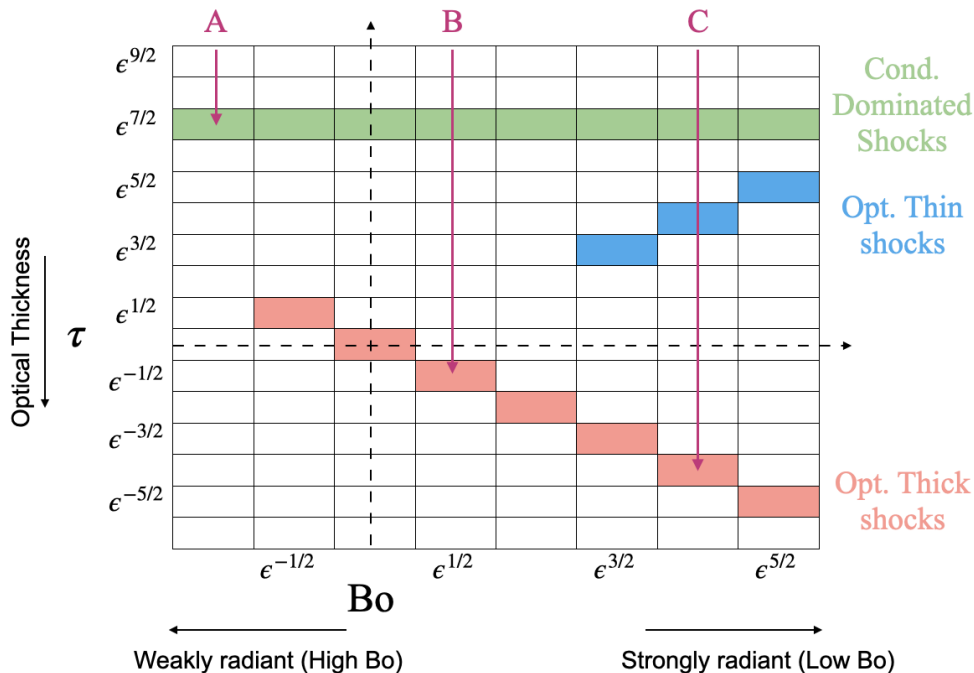 A B C
ϵ^{9/2}
ϵ^{7/2}
ϵ^{5/2}
ϵ^{3/2}
ϵ^{1/2}
ϵ^{-1/2}
ϵ^{-3/2}
ϵ^{-5/2}
Optical Thickness
τ
Cond.
Dominated
Shocks
Opt. Thin
shocks
Opt. Thick
shocks
ϵ^{-1/2} ϵ^{1/2} ϵ^{3/2} ϵ^{5/2}
Bo
Weakly radiant (High Bo)
Strongly radiant (Low Bo)